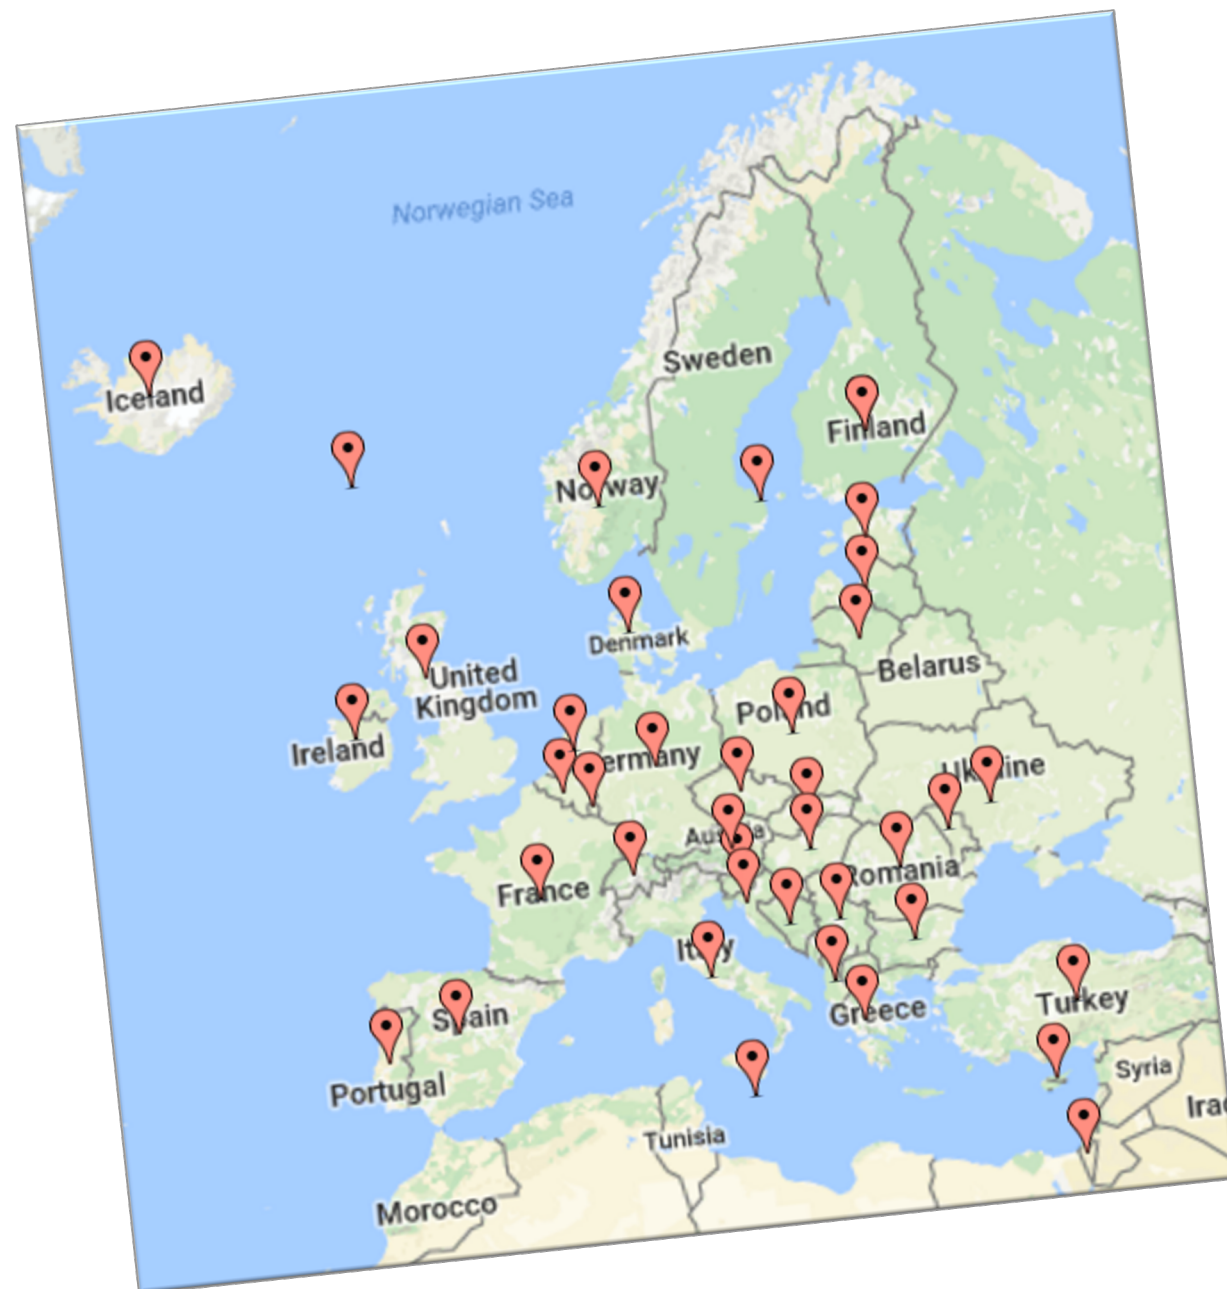 Norwegian Sea
Sweden
Iceland
Finland
Norway
Denmark
United
Kingdom
Belarus
Poland
Ireland
Germany
Ukraine
Austria
Romania
France
Italy
Greece
Turkey
Spain
Portugal
Syria
Irac
Tunisia
Morocco